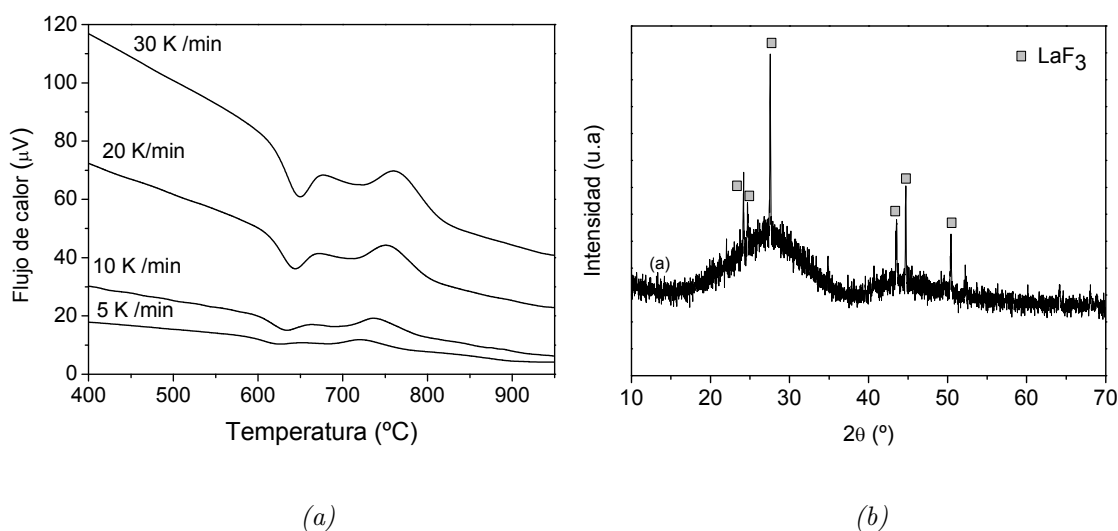 120
100
80
60
40
20
0
Flujo de calor (μV)
30 K /min
20 K/min
10 K /min
5 K /min
400 500 600 700 800 900
Temperatura (ºC)
(a)
LaF3
Intensidad (u.a)
(a)
10 20 30 40 50 60 70
2θ (º)
(b)